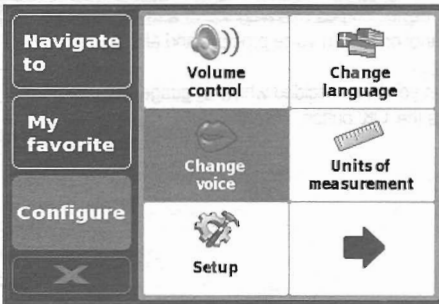 Navigate
to
My
favorite
Configure
Volume
control
Change
language
Change
voice
Units of
measurement
Setup